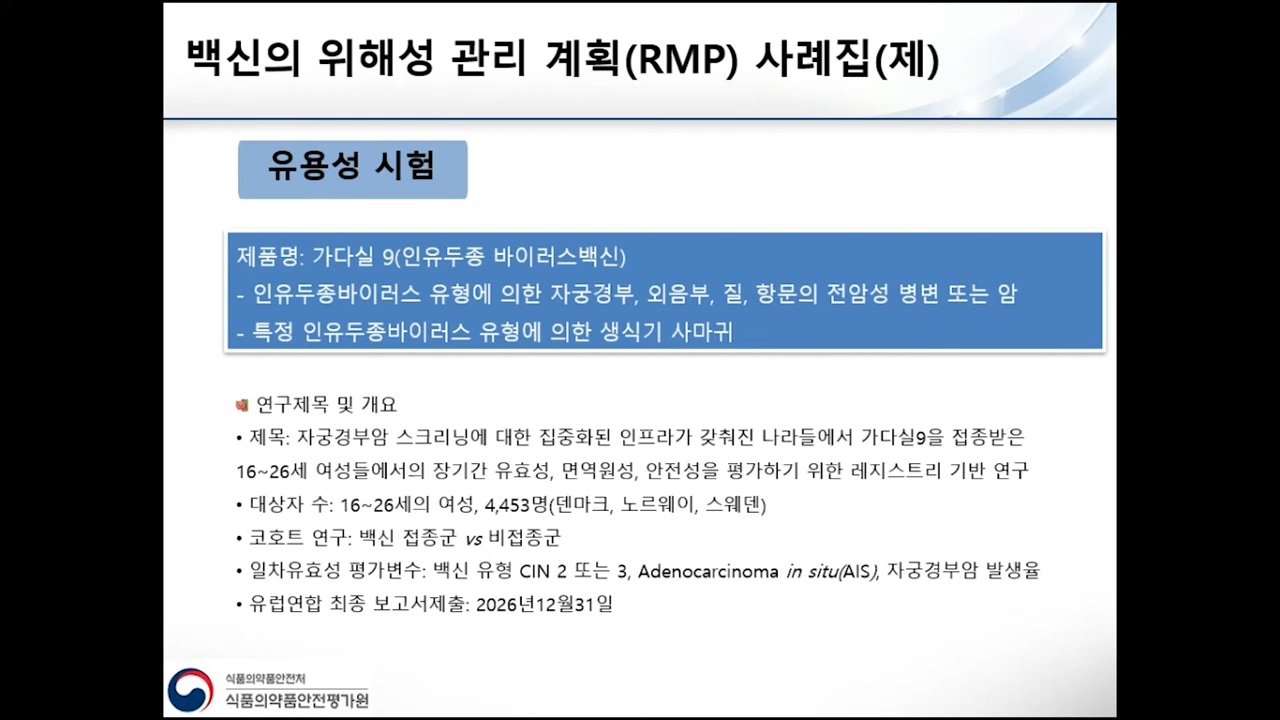 백신의 위해성 관리 계획(RMP) 사례집(제)
유용성 시험
제품명: 가다실 9(인유두종 바이러스백신)
- 인유두종바이러스 유형에 의한 자궁경부, 외음부, 질, 항문의 전암성 병변 또는 암
- 특정 인유두종바이러스 유형에 의한 생식기 사마귀
연구제목 및 개요
• 제목: 자궁경부암 스크리닝에 대한 집중화된 인프라가 갖춰진 나라들에서 가다실9을 접종받은
16~26세 여성들에서의 장기간 유효성, 면역원성, 안전성을 평가하기 위한 레지스트리 기반 연구
• 대상자 수: 16~26세의 여성, 4,453명(덴마크, 노르웨이, 스웨덴)
• 코호트 연구: 백신 접종군 vs 비접종군
• 일차유효성 평가변수: 백신 유형 CIN 2 또는 3, Adenocarcinoma in situ(AIS), 자궁경부암 발생율
• 유럽연합 최종 보고서제출: 2026년12월31일
식품의약품안전처
식품의약품안전평가원